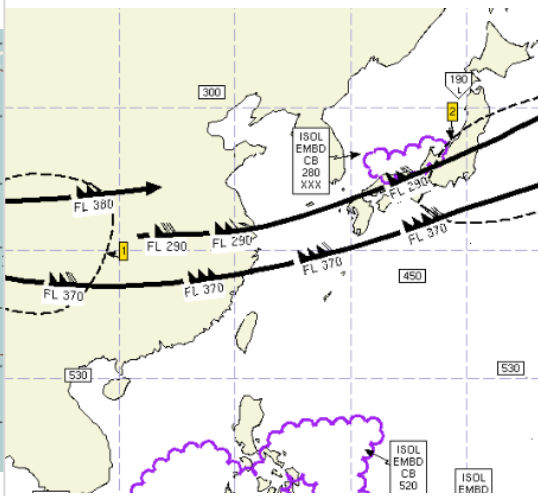 190
L
300
2
ISOL
EMBD
CB
280
XXX
FL 290
FL 380
FL 290
FL 290
FL 370
1
FL 370
450
FL 370
FL 370
530
530
ISOL
EMBD
CB
520
ISOL
EMBD